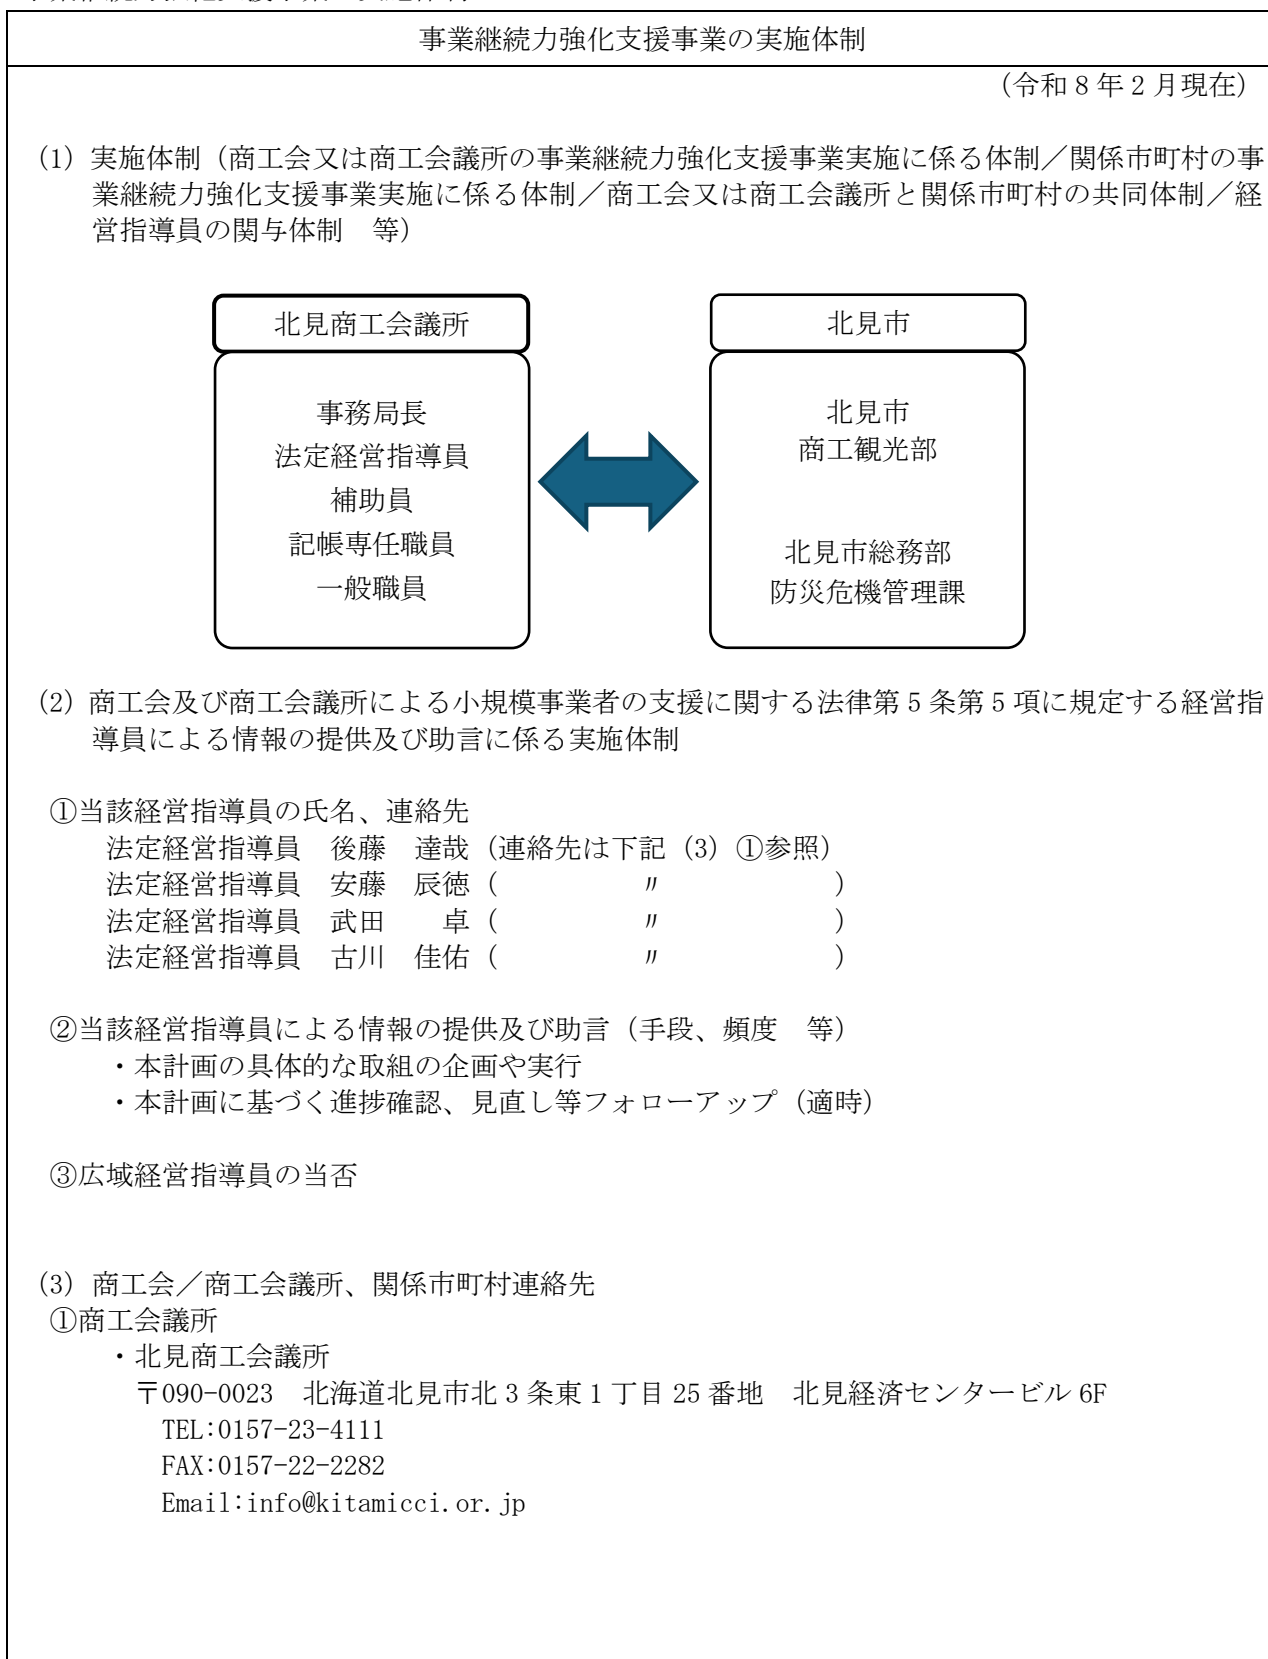 事業継続力強化支援事業の実施体制
（令和8年2月現在）
（1）実施体制（商工会又は商工会議所の事業継続力強化支援事業実施に係る体制／関係市町村の事
業継続力強化支援事業実施に係る体制／商工会又は商工会議所と関係市町村の共同体制／経
営指導員の関与体制　等）
北見商工会議所
事務局長
法定経営指導員
補助員
記帳専任職員
一般職員
北見市
北見市
商工観光部
北見市総務部
防災危機管理課
（2）商工会及び商工会議所による小規模事業者の支援に関する法律第5条第5項に規定する経営指
導員による情報の提供及び助言に係る実施体制
①当該経営指導員の氏名、連絡先
法定経営指導員　後藤　達哉（連絡先は下記（3）①参照）
法定経営指導員　安藤　辰徳（　　　　　〃　　　　　　）
法定経営指導員　武田　　卓（　　　　　〃　　　　　　）
法定経営指導員　古川　佳佑（　　　　　〃　　　　　　）
②当該経営指導員による情報の提供及び助言（手段、頻度　等）
・本計画の具体的な取組の企画や実行
・本計画に基づく進捗確認、見直し等フォローアップ（適時）
③広域経営指導員の当否
（3）商工会／商工会議所、関係市町村連絡先
①商工会議所
・北見商工会議所
〒090-0023　北海道北見市北3条東1丁目25番地　北見経済センタービル6F
TEL:0157-23-4111
FAX:0157-22-2282
Email:info@kitamicci.or.jp